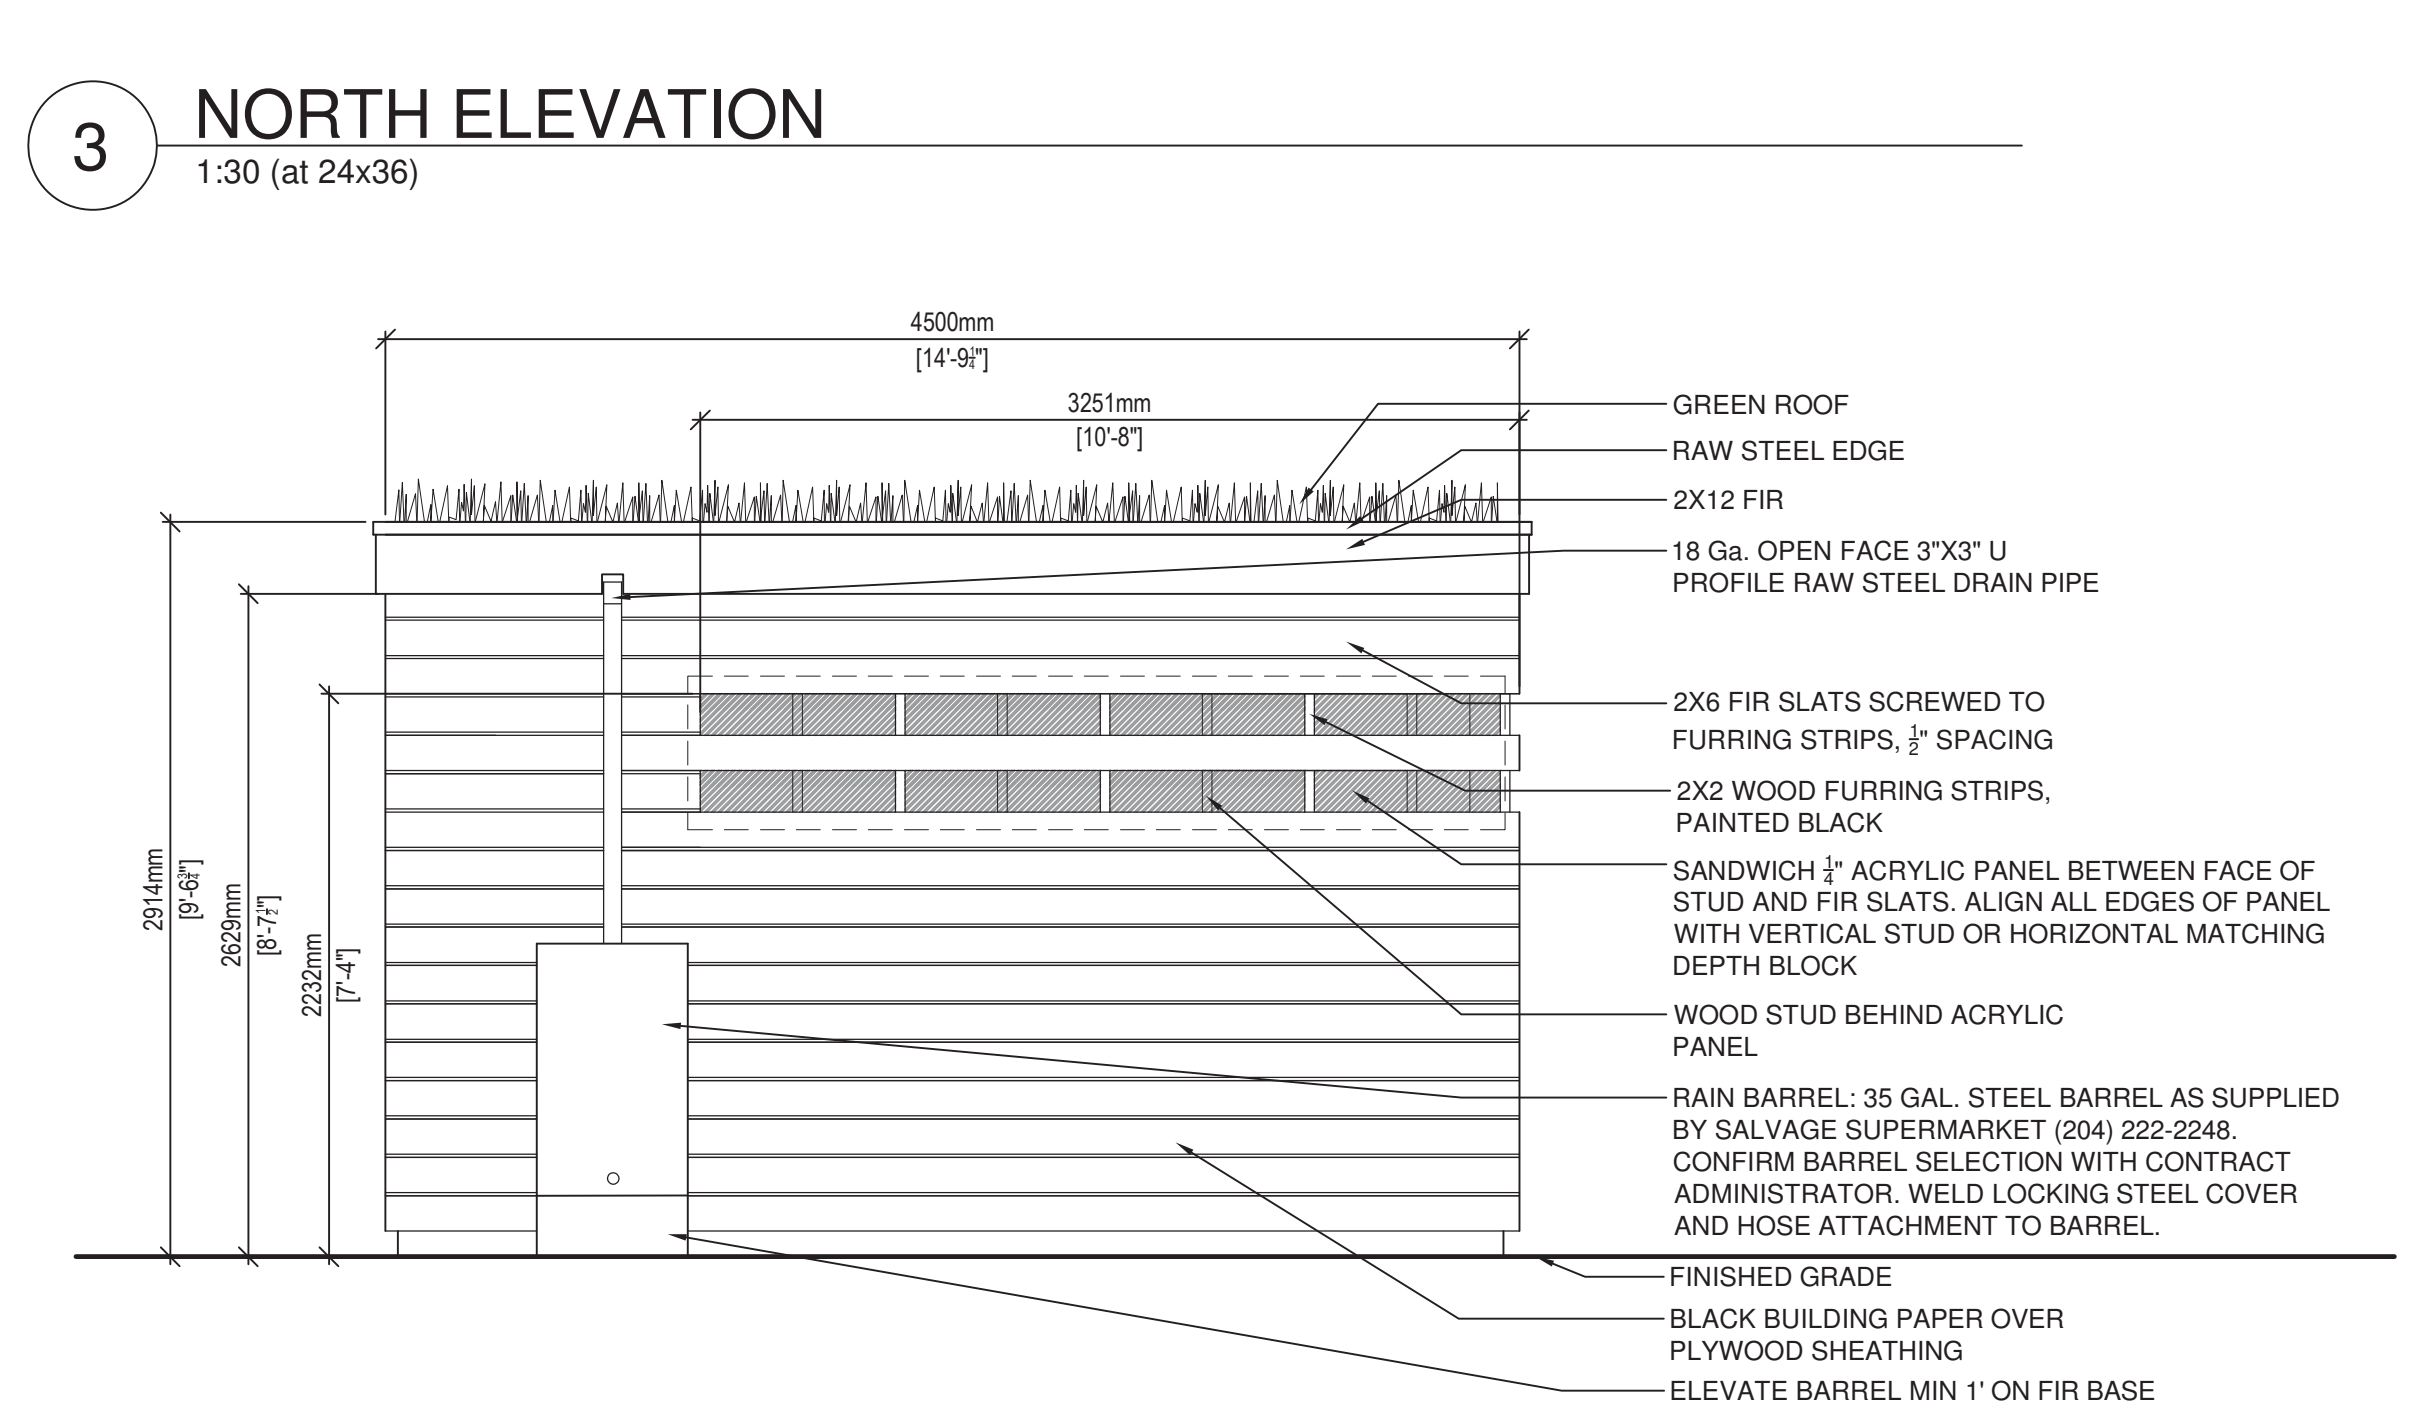 3
NORTH ELEVATION
1:30 (at 24x36)
4500mm
[14'-9¼"]
3251mm
[10'-8"]
GREEN ROOF
RAW STEEL EDGE
2X12 FIR
18 Ga. OPEN FACE 3"X3" U
PROFILE RAW STEEL DRAIN PIPE
2X6 FIR SLATS SCREWED TO
FURRING STRIPS, ½" SPACING
2X2 WOOD FURRING STRIPS,
PAINTED BLACK
SANDWICH ¼" ACRYLIC PANEL BETWEEN FACE OF
STUD AND FIR SLATS. ALIGN ALL EDGES OF PANEL
WITH VERTICAL STUD OR HORIZONTAL MATCHING
DEPTH BLOCK
WOOD STUD BEHIND ACRYLIC
PANEL
RAIN BARREL: 35 GAL. STEEL BARREL AS SUPPLIED
BY SALVAGE SUPERMARKET (204) 222-2248.
CONFIRM BARREL SELECTION WITH CONTRACT
ADMINISTRATOR. WELD LOCKING STEEL COVER
AND HOSE ATTACHMENT TO BARREL.
FINISHED GRADE
BLACK BUILDING PAPER OVER
PLYWOOD SHEATHING
ELEVATE BARREL MIN 1' ON FIR BASE
2914mm
[9'-6¾"]
2629mm
[8'-7½"]
2232mm
[7'-4"]